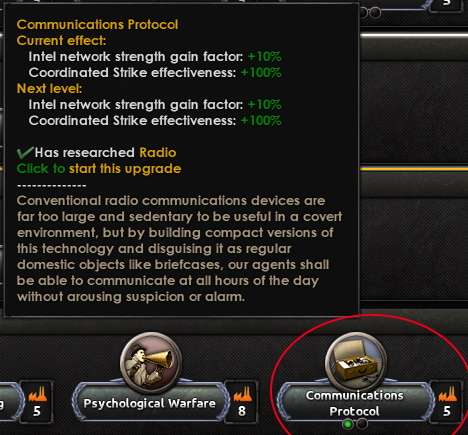 5
Communications Protocol
Current effect:
Intel network strength gain factor: +10%
Coordinated Strike effectiveness: +100%
Next level:
Intel network strength gain factor: +10%
Coordinated Strike effectiveness: +100%
Has researched Radio
Click to start this upgrade
--------------
Conventional radio communications devices are
far too large and sedentary to be useful in a covert
environment, but by building compact versions of
this technology and disguising it as regular
domestic objects like briefcases, our agents shall
be able to communicate at all hours of the day
without arousing suspicion or alarm.
g
5
Psychological Warfare
8
Communications
Protocol
5